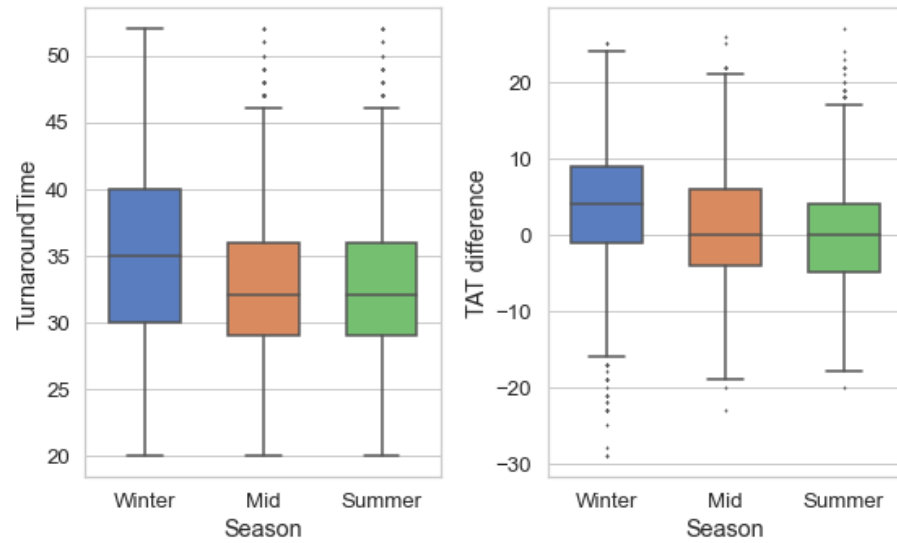 TurnaroundTime
50
45
40
35
30
25
20
Winter Mid Summer
Season
TAT difference
20
10
0
−10
−20
−30
Winter Mid Summer
Season